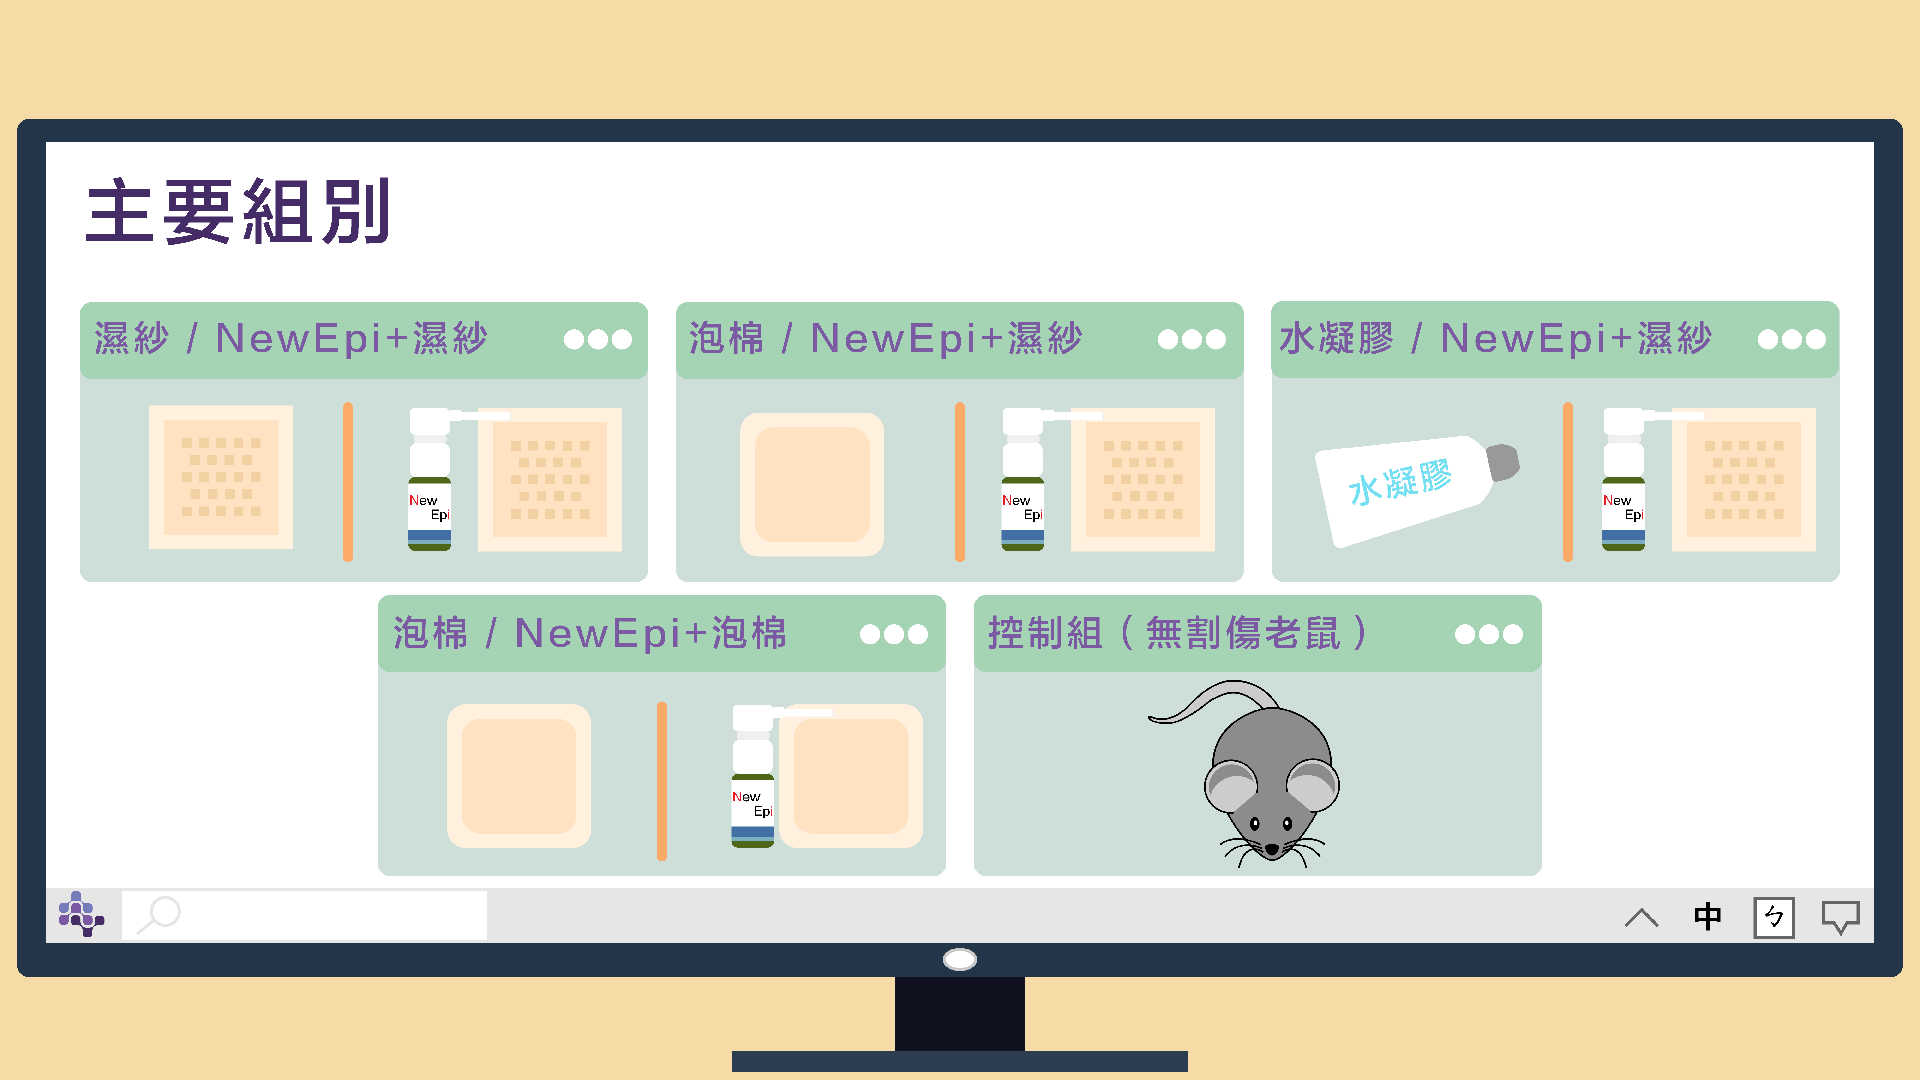 主要組別
濕紗 / NewEpi+濕紗
泡棉 / NewEpi+濕紗
水凝膠 / NewEpi+濕紗
New
Epi
New
Epi
水凝膠
New
Epi
泡棉 / NewEpi+泡棉
控制組（無割傷老鼠）
New
Epi
中
ㄅ